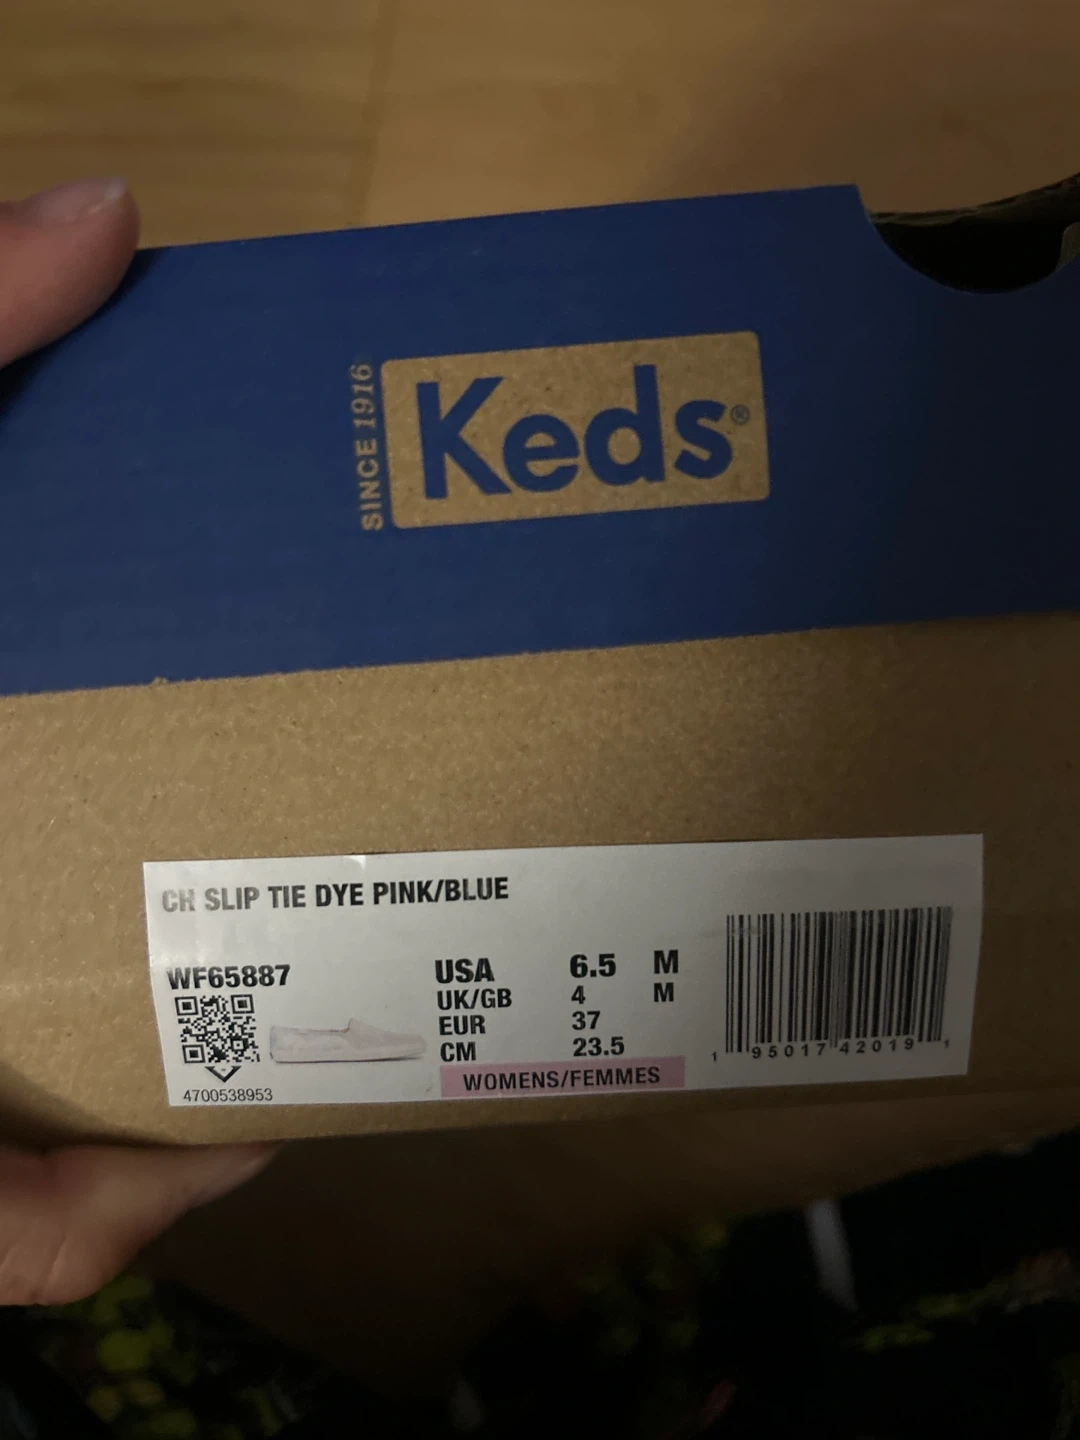 SINCE 1916
Keds®
CH SLIP TIE DYE PINK/BLUE
WF65887
USA 6.5 M
UK/GB 4 M
EUR 37
CM 23.5
WOMENS/FEMMES
4700538953
1 95017 42019 1